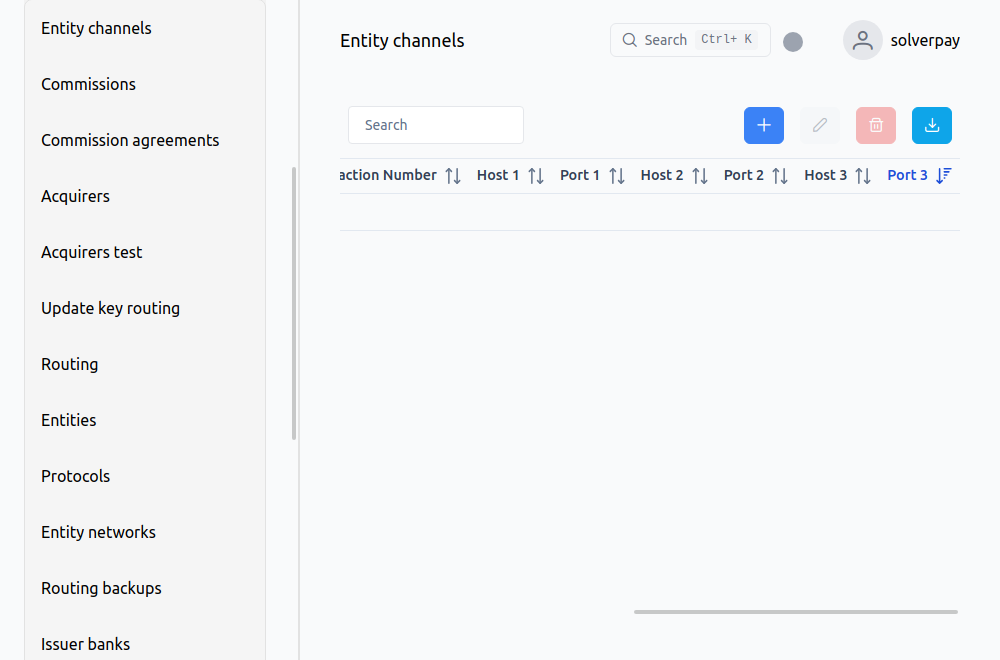 Entity channels
Commissions
Commission agreements
Acquirers
Acquirers test
Update key routing
Routing
Entities
Protocols
Entity networks
Routing backups
Issuer banks
Entity channels
Search Ctrl+ K
solverpay
Search
action Number Host 1 Port 1 Host 2 Port 2 Host 3 Port 3